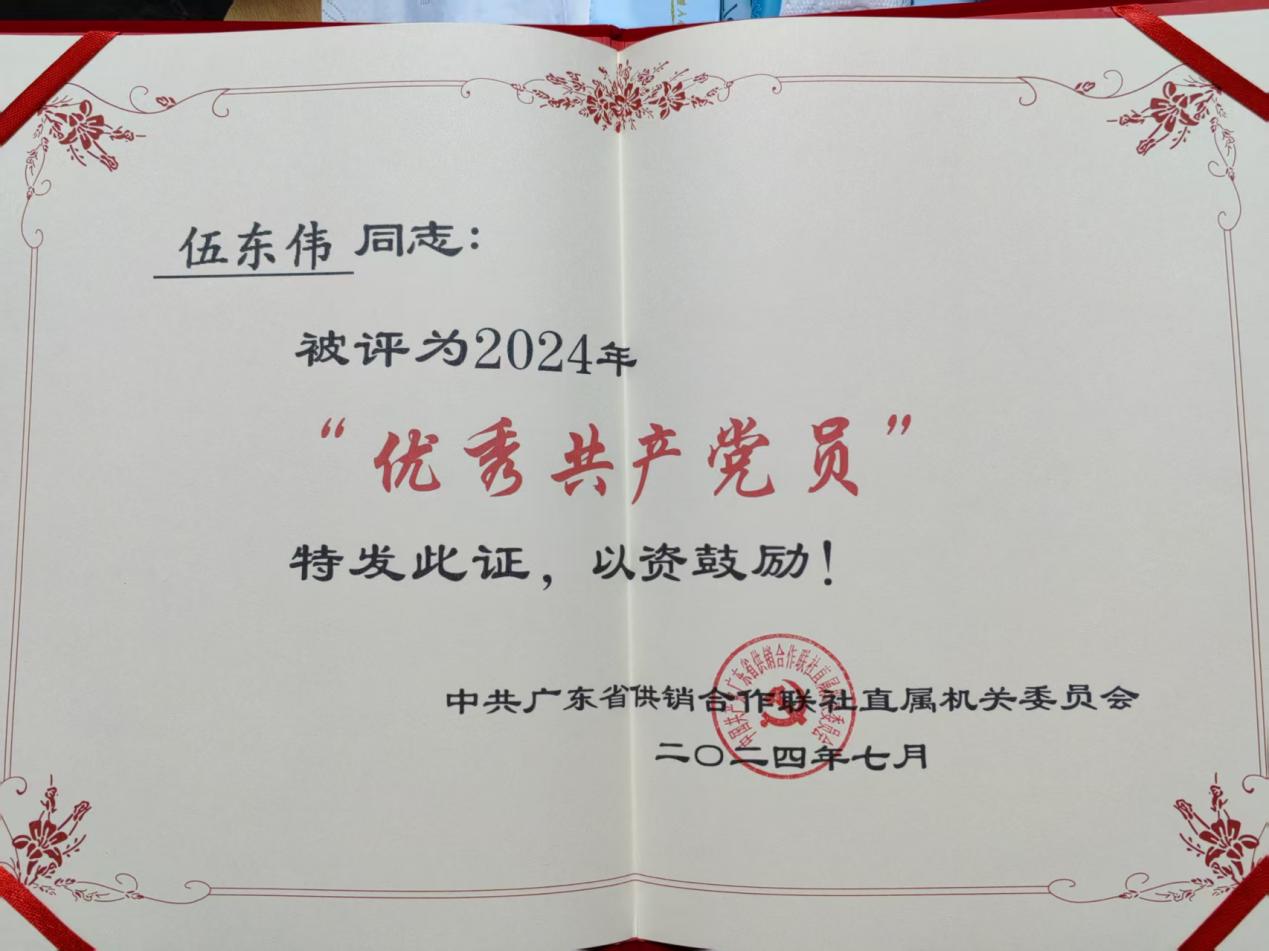 伍东伟 同志：
被评为2024年
“优秀共产党员”
特发此证，以资鼓励！
中共广东省供销合作联社直属机关委员会
二〇二四年七月